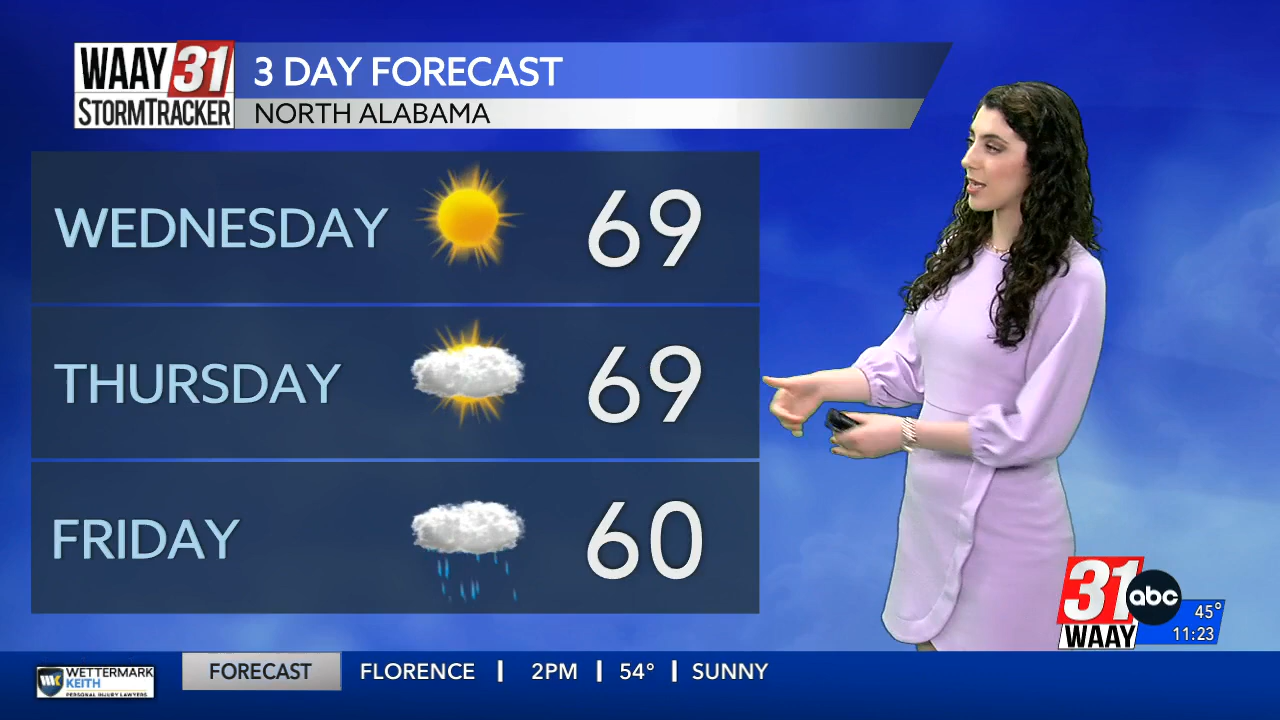 WAAY 31
STORMTRACKER
3 DAY FORECAST
NORTH ALABAMA
WEDNESDAY 69
THURSDAY 69
FRIDAY 60
31 abc
WAAY
45°
11:23
WETTERMARK
KEITH
PERSONAL INJURY LAWYERS
FORECAST FLORENCE | 2PM | 54° | SUNNY